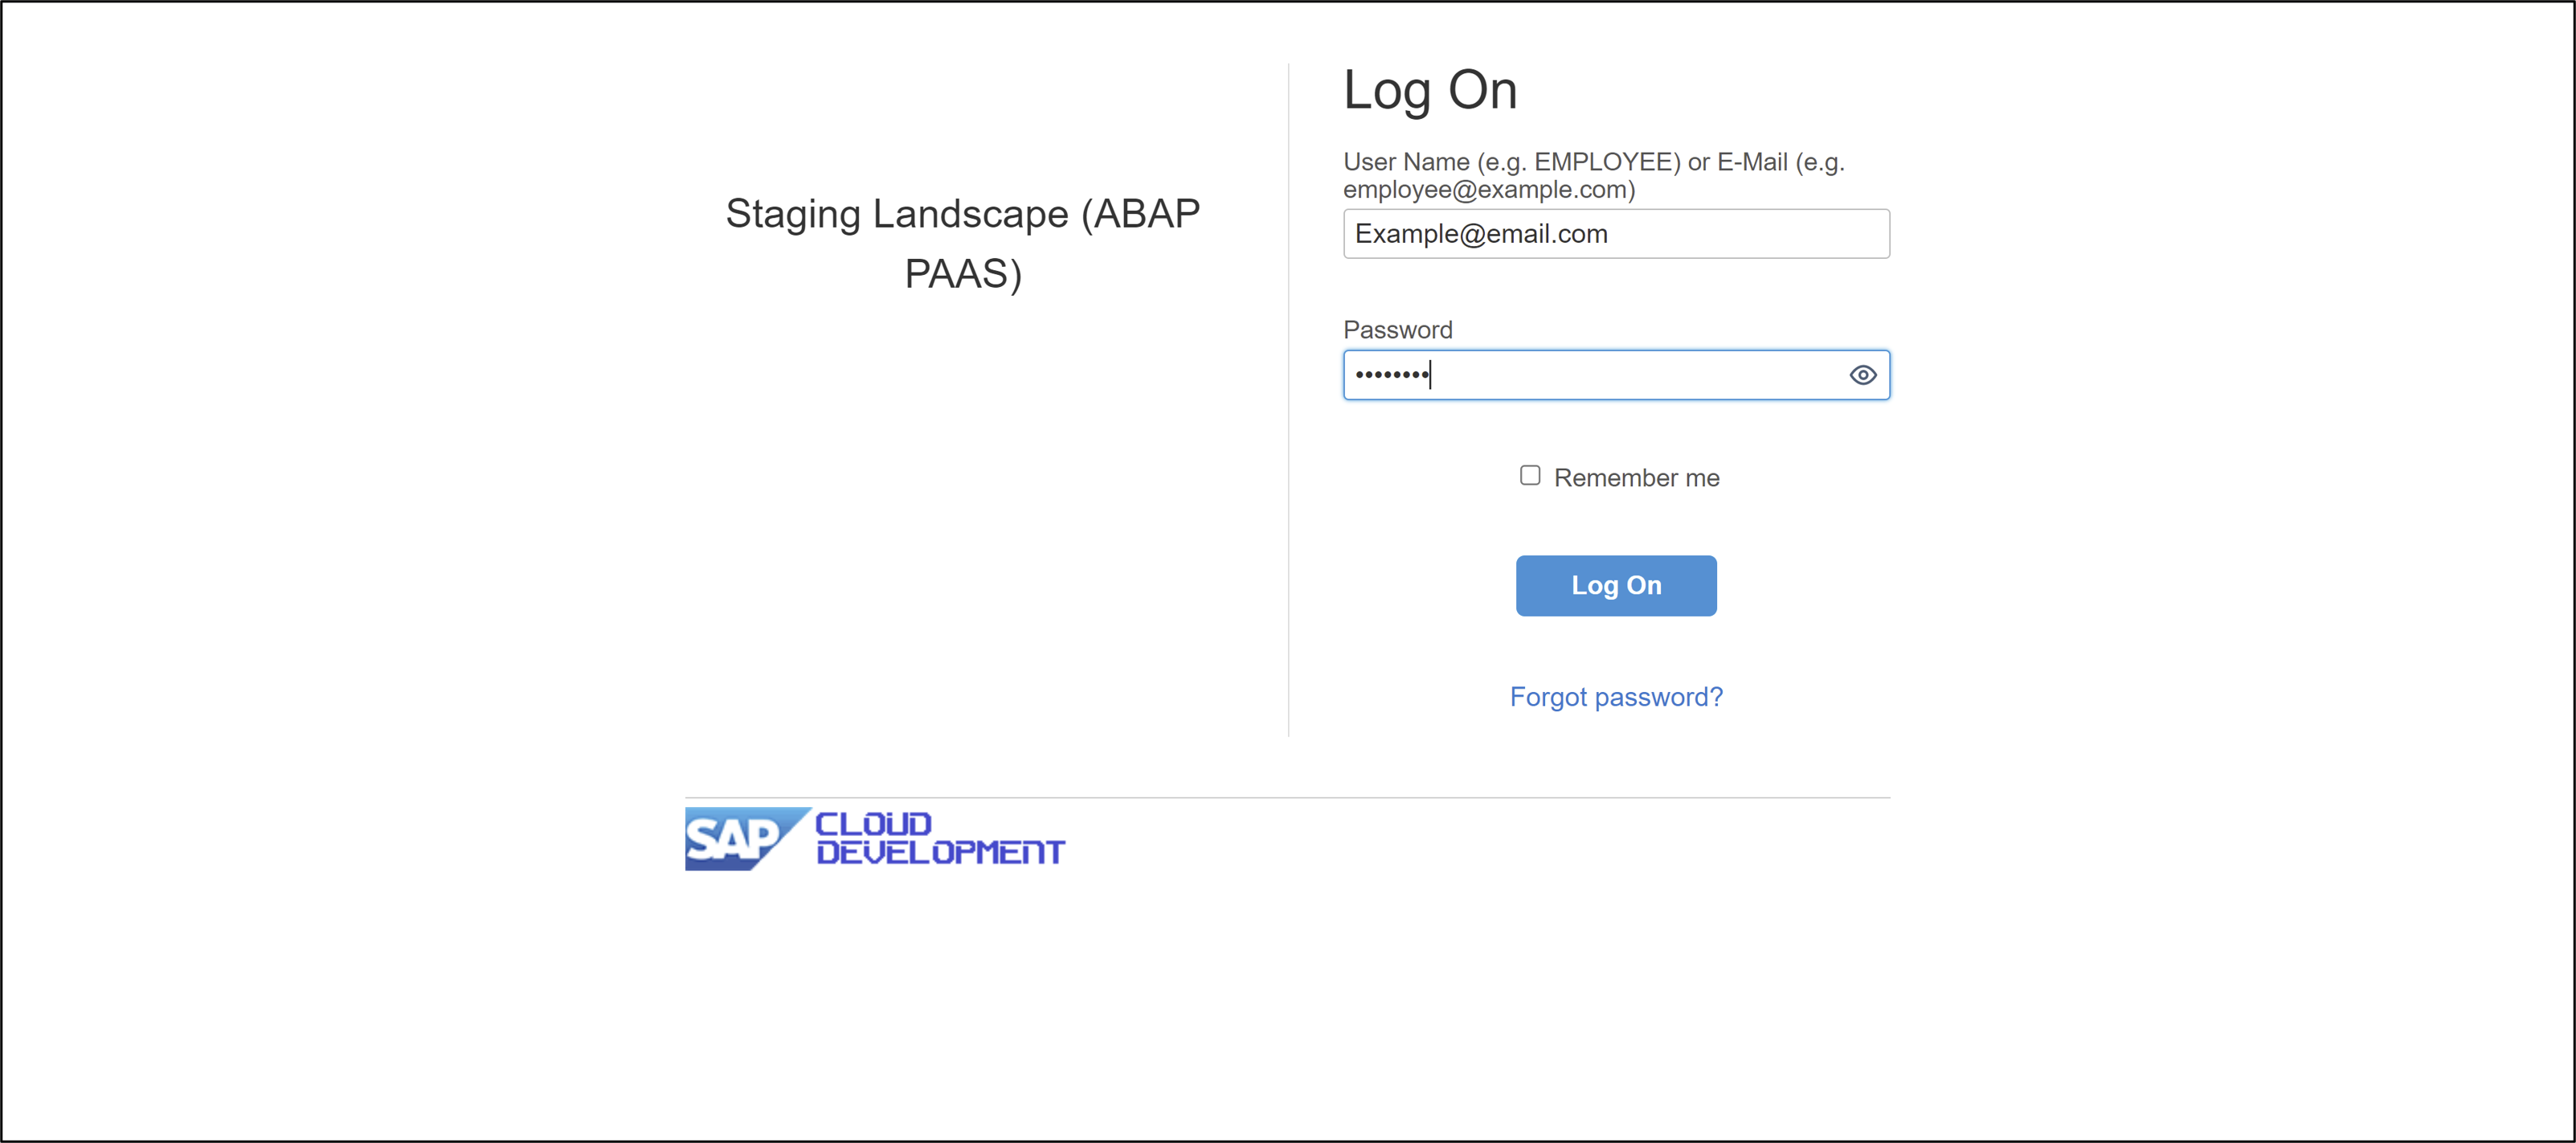 Staging Landscape (ABAP
PAAS)
Log On
User Name (e.g. EMPLOYEE) or E-Mail (e.g.
employee@example.com)
Example@email.com
Password
••••••••
Remember me
Log On
Forgot password?
SAP
CLOUD
DEVELOPMENT